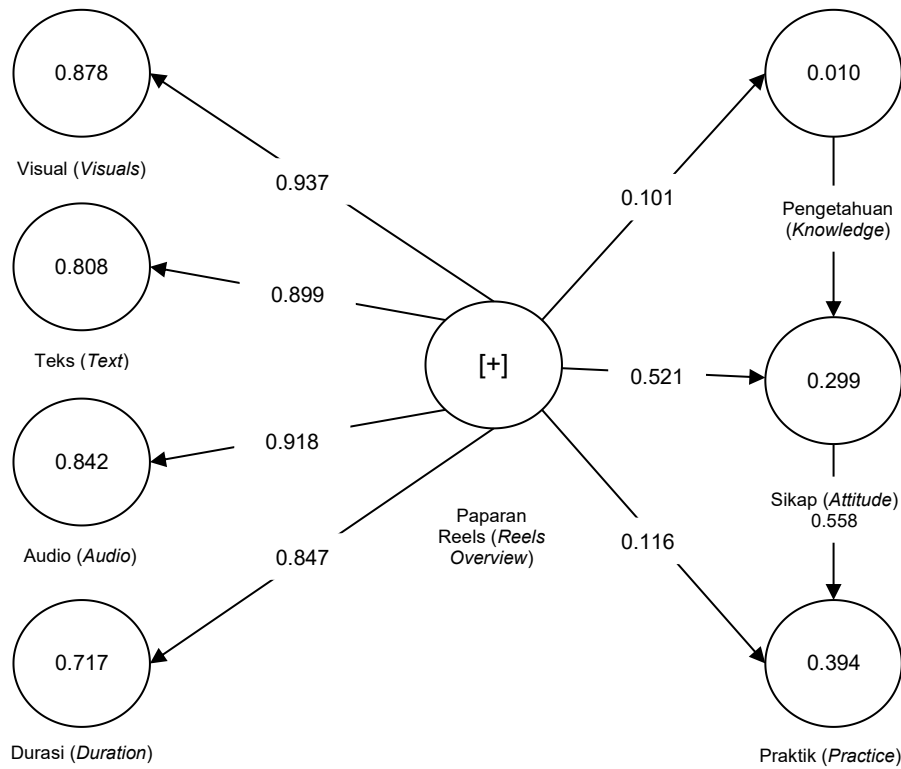 0.878
Visual (Visuals)
0.808
Teks (Text)
0.842
Audio (Audio)
0.717
Durasi (Duration)
0.937
0.899
0.918
0.847
[+]
Paparan
Reels (Reels
Overview)
0.101
0.521
0.116
0.010
Pengetahuan
(Knowledge)
0.299
Sikap (Attitude)
0.558
0.394
Praktik (Practice)